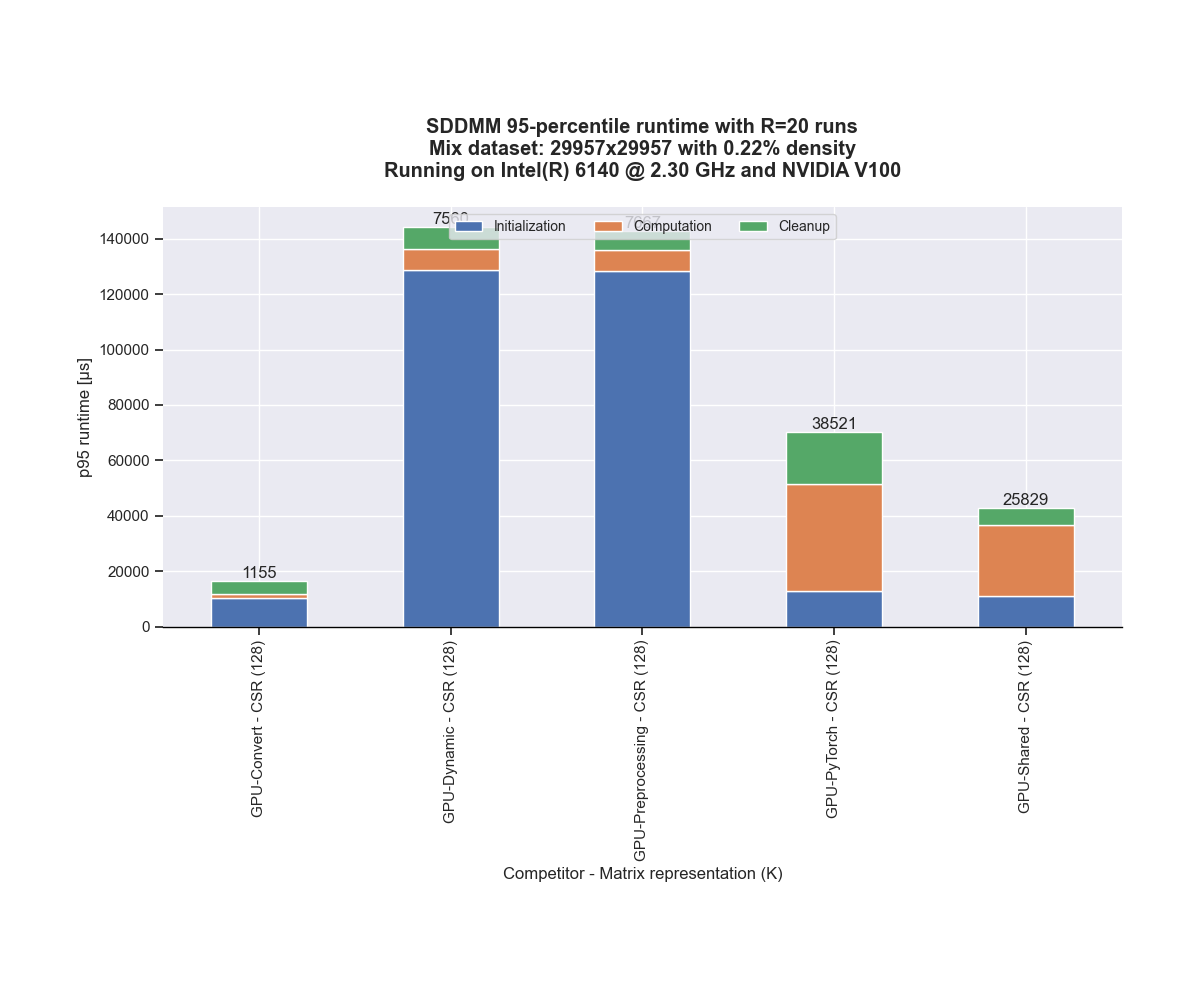 SDDMM 95-percentile runtime with R=20 runs
Mix dataset: 29957x29957 with 0.22% density
Running on Intel(R) 6140 @ 2.30 GHz and NVIDIA V100
Initialization
Computation
Cleanup
p95 runtime [µs]
140000
120000
100000
80000
60000
40000
20000
0
1155
38521
25829
GPU-Convert - CSR (128)
GPU-Dynamic - CSR (128)
GPU-Preprocessing - CSR (128)
GPU-PyTorch - CSR (128)
GPU-Shared - CSR (128)
Competitor - Matrix representation (K)